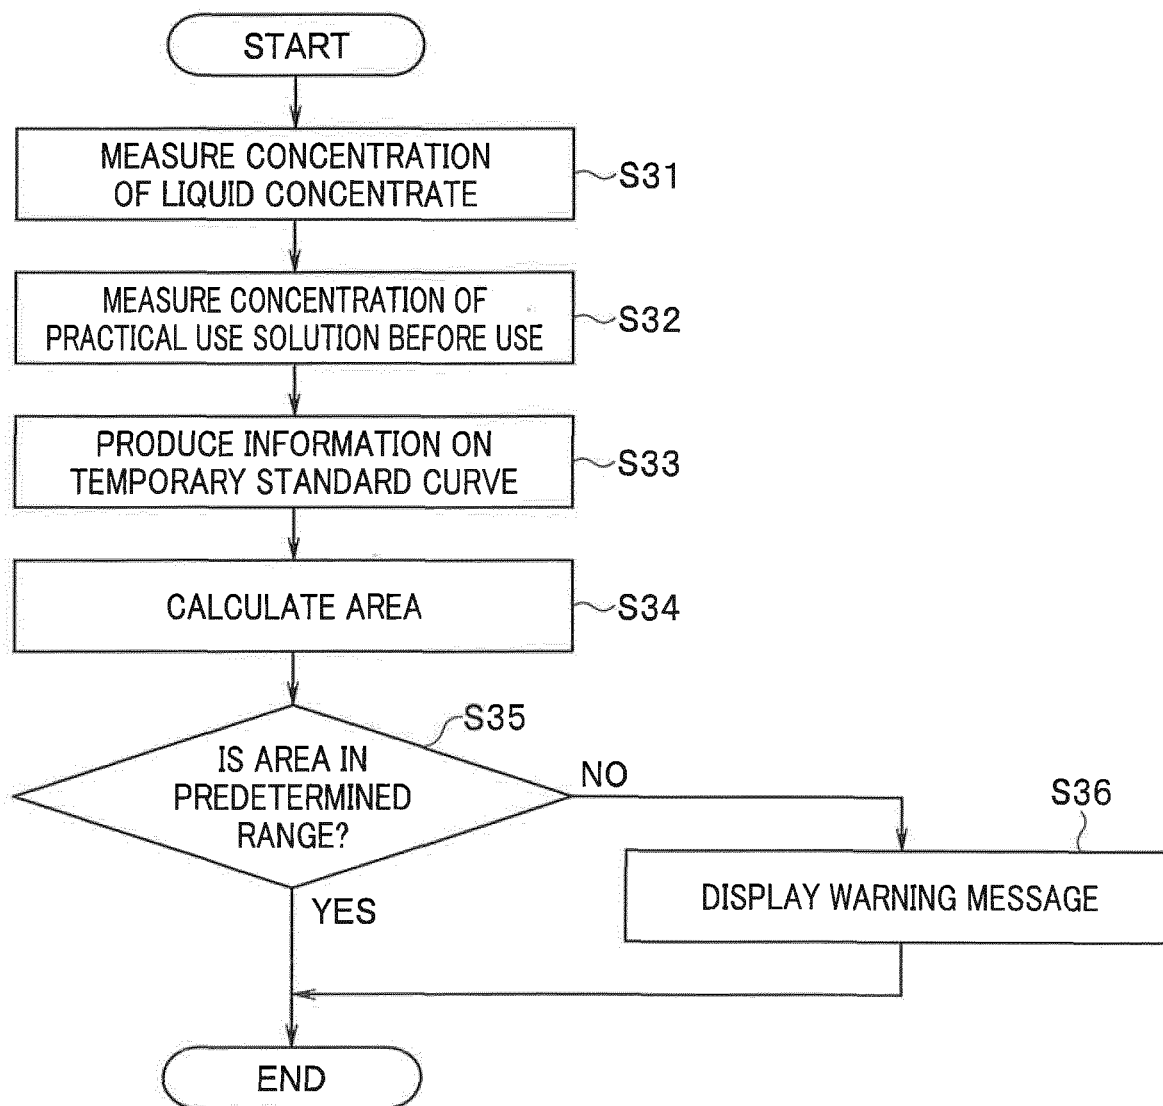 START
MEASURE CONCENTRATION
OF LIQUID CONCENTRATE
S31
MEASURE CONCENTRATION OF
PRACTICAL USE SOLUTION BEFORE USE
S32
PRODUCE INFORMATION ON
TEMPORARY STANDARD CURVE
S33
CALCULATE AREA
S34
S35
IS AREA IN
PREDETERMINED
RANGE?
NO
S36
DISPLAY WARNING MESSAGE
YES
END